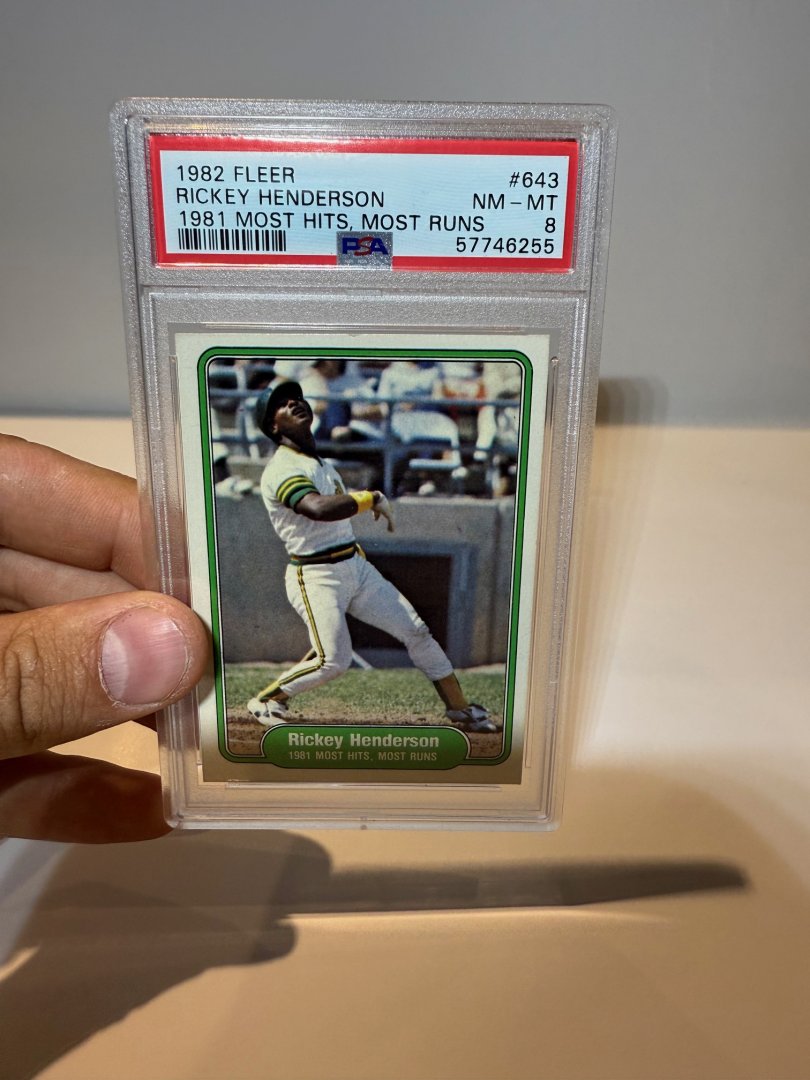 1982 FLEER #643
RICKEY HENDERSON NM - MT
1981 MOST HITS, MOST RUNS 8
PSA 57746255
Rickey Henderson
1981 MOST HITS, MOST RUNS